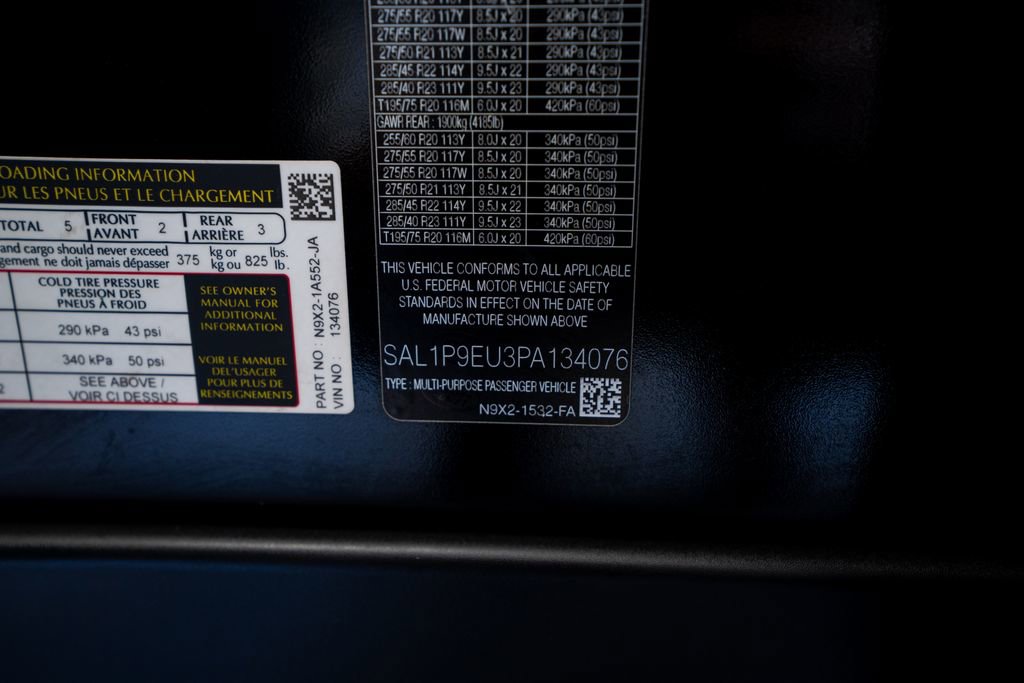 OADING INFORMATION
UR LES PNEUS ET LE CHARGEMENT
TOTAL 5 FRONT AVANT 2 REAR ARRIÈRE 3
and cargo should never exceed 375 kg or 825 lbs.
gement ne doit jamais dépasser kg ou lb.
COLD TIRE PRESSURE
PRESSION DES
PNEUS À FROID
290 kPa 43 psi
340 kPa 50 psi
2 SEE ABOVE /
VOIR CI DESSUS
SEE OWNER'S
MANUAL FOR
ADDITIONAL
INFORMATION
VOIR LE MANUEL
DE L'USAGER
POUR PLUS DE
RENSEIGNEMENTS
PART NO : N9X2-1A552-JA
VIN NO : 134076
275/55 R20 117Y 8.5J x 20 290kPa (43psi)
275/55 R20 117W 8.5J x 20 290kPa (43psi)
275/50 R21 113Y 8.5J x 21 290kPa (43psi)
285/45 R22 114Y 9.5J x 22 290kPa (43psi)
285/40 R23 111Y 9.5J x 23 290kPa (43psi)
T195/75 R20 116M 6.0J x 20 420kPa (60psi)
GAWR REAR : 1900kg (4185lb)
255/60 R20 113Y 8.0J x 20 340kPa (50psi)
275/55 R20 117Y 8.5J x 20 340kPa (50psi)
275/55 R20 117W 8.5J x 20 340kPa (50psi)
275/50 R21 113Y 8.5J x 21 340kPa (50psi)
285/45 R22 114Y 9.5J x 22 340kPa (50psi)
285/40 R23 111Y 9.5J x 23 340kPa (50psi)
T195/75 R20 116M 6.0J x 20 420kPa (60psi)
THIS VEHICLE CONFORMS TO ALL APPLICABLE
U.S. FEDERAL MOTOR VEHICLE SAFETY
STANDARDS IN EFFECT ON THE DATE OF
MANUFACTURE SHOWN ABOVE
SAL1P9EU3PA134076
TYPE : MULTI-PURPOSE PASSENGER VEHICLE
N9X2-1532-FA